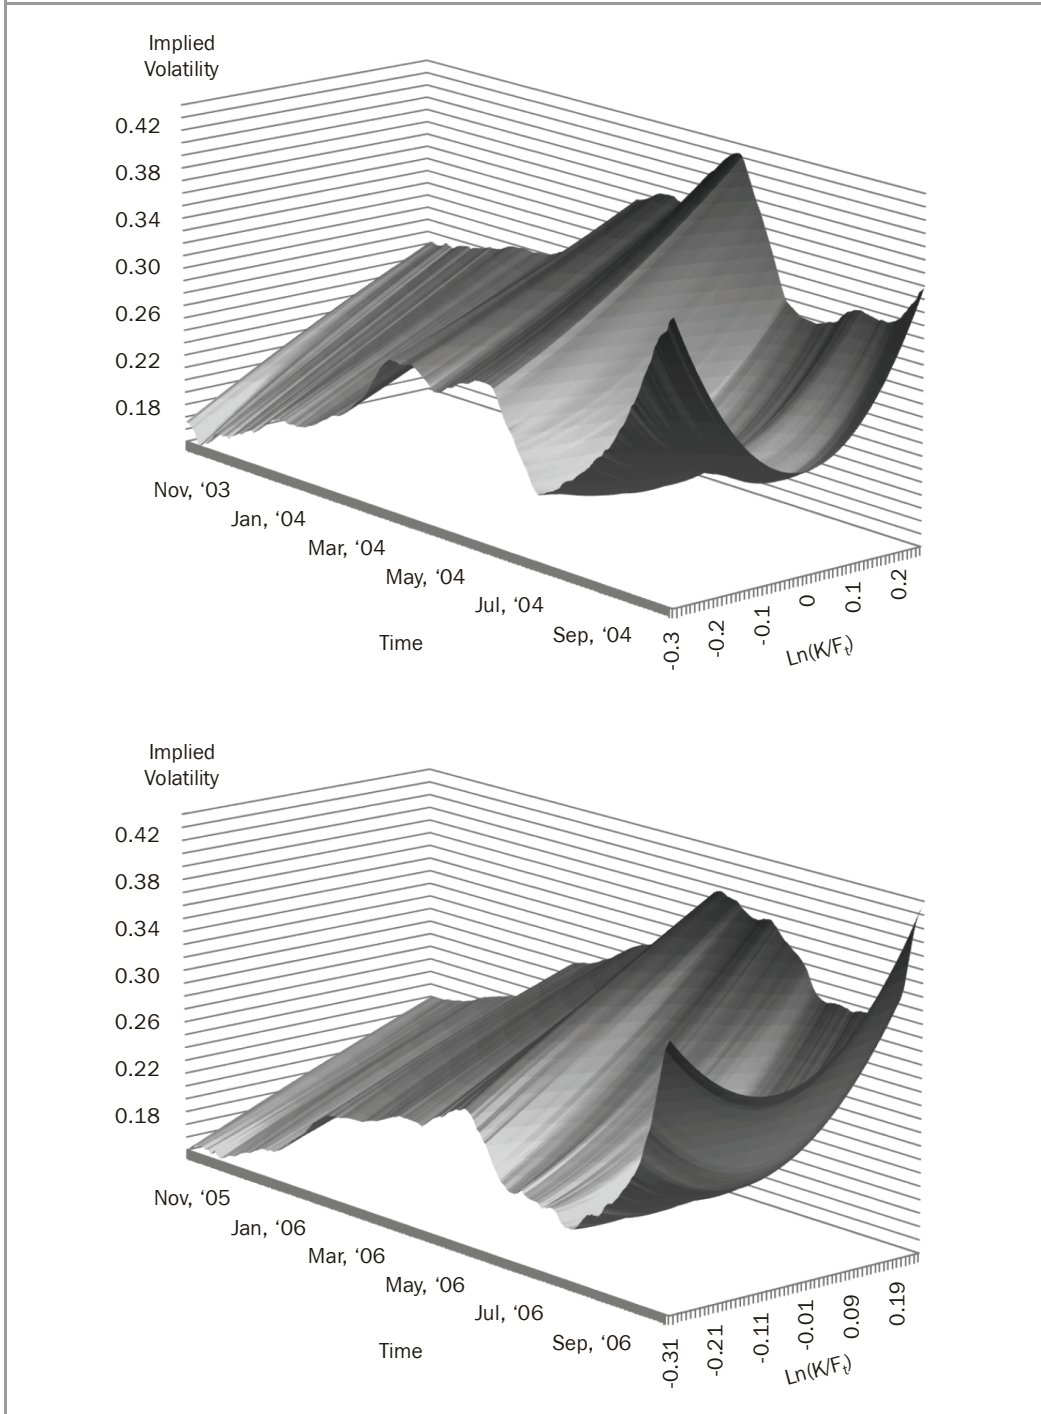 Implied
Volatility
0.42
0.38
0.34
0.30
0.26
0.22
0.18
Nov, ‘03
Jan, ‘04
Mar, ‘04
May, ‘04
Jul, ‘04
Sep, ‘04
Time
-0.3
-0.2
-0.1
0
0.1
0.2
Ln(K/Ft)
Implied
Volatility
0.42
0.38
0.34
0.30
0.26
0.22
0.18
Nov, ‘05
Jan, ‘06
Mar, ‘06
May, ‘06
Jul, ‘06
Sep, ‘06
Time
-0.31
-0.21
-0.11
-0.01
0.09
0.19
Ln(K/Ft)